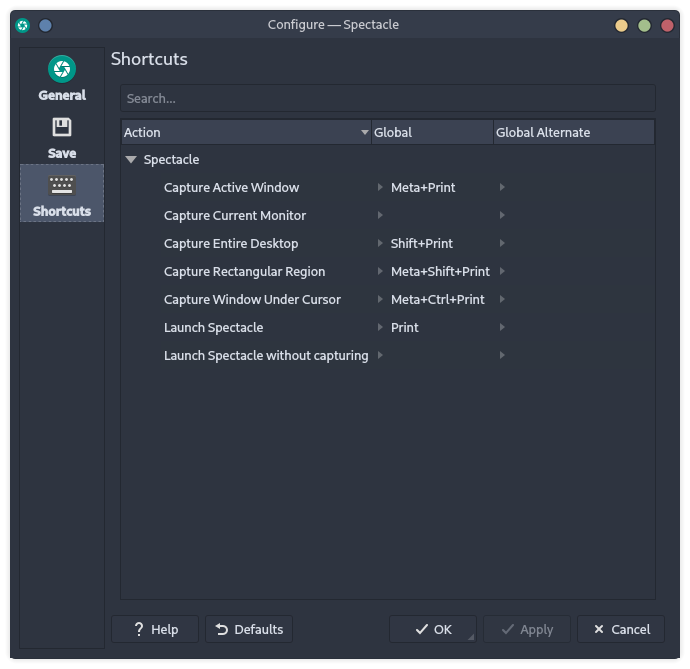 Configure — Spectacle
General
Save
Shortcuts
Shortcuts
Search...
Action Global Global Alternate
Spectacle
Capture Active Window Meta+Print
Capture Current Monitor
Capture Entire Desktop Shift+Print
Capture Rectangular Region Meta+Shift+Print
Capture Window Under Cursor Meta+Ctrl+Print
Launch Spectacle Print
Launch Spectacle without capturing
? Help Defaults OK Apply Cancel